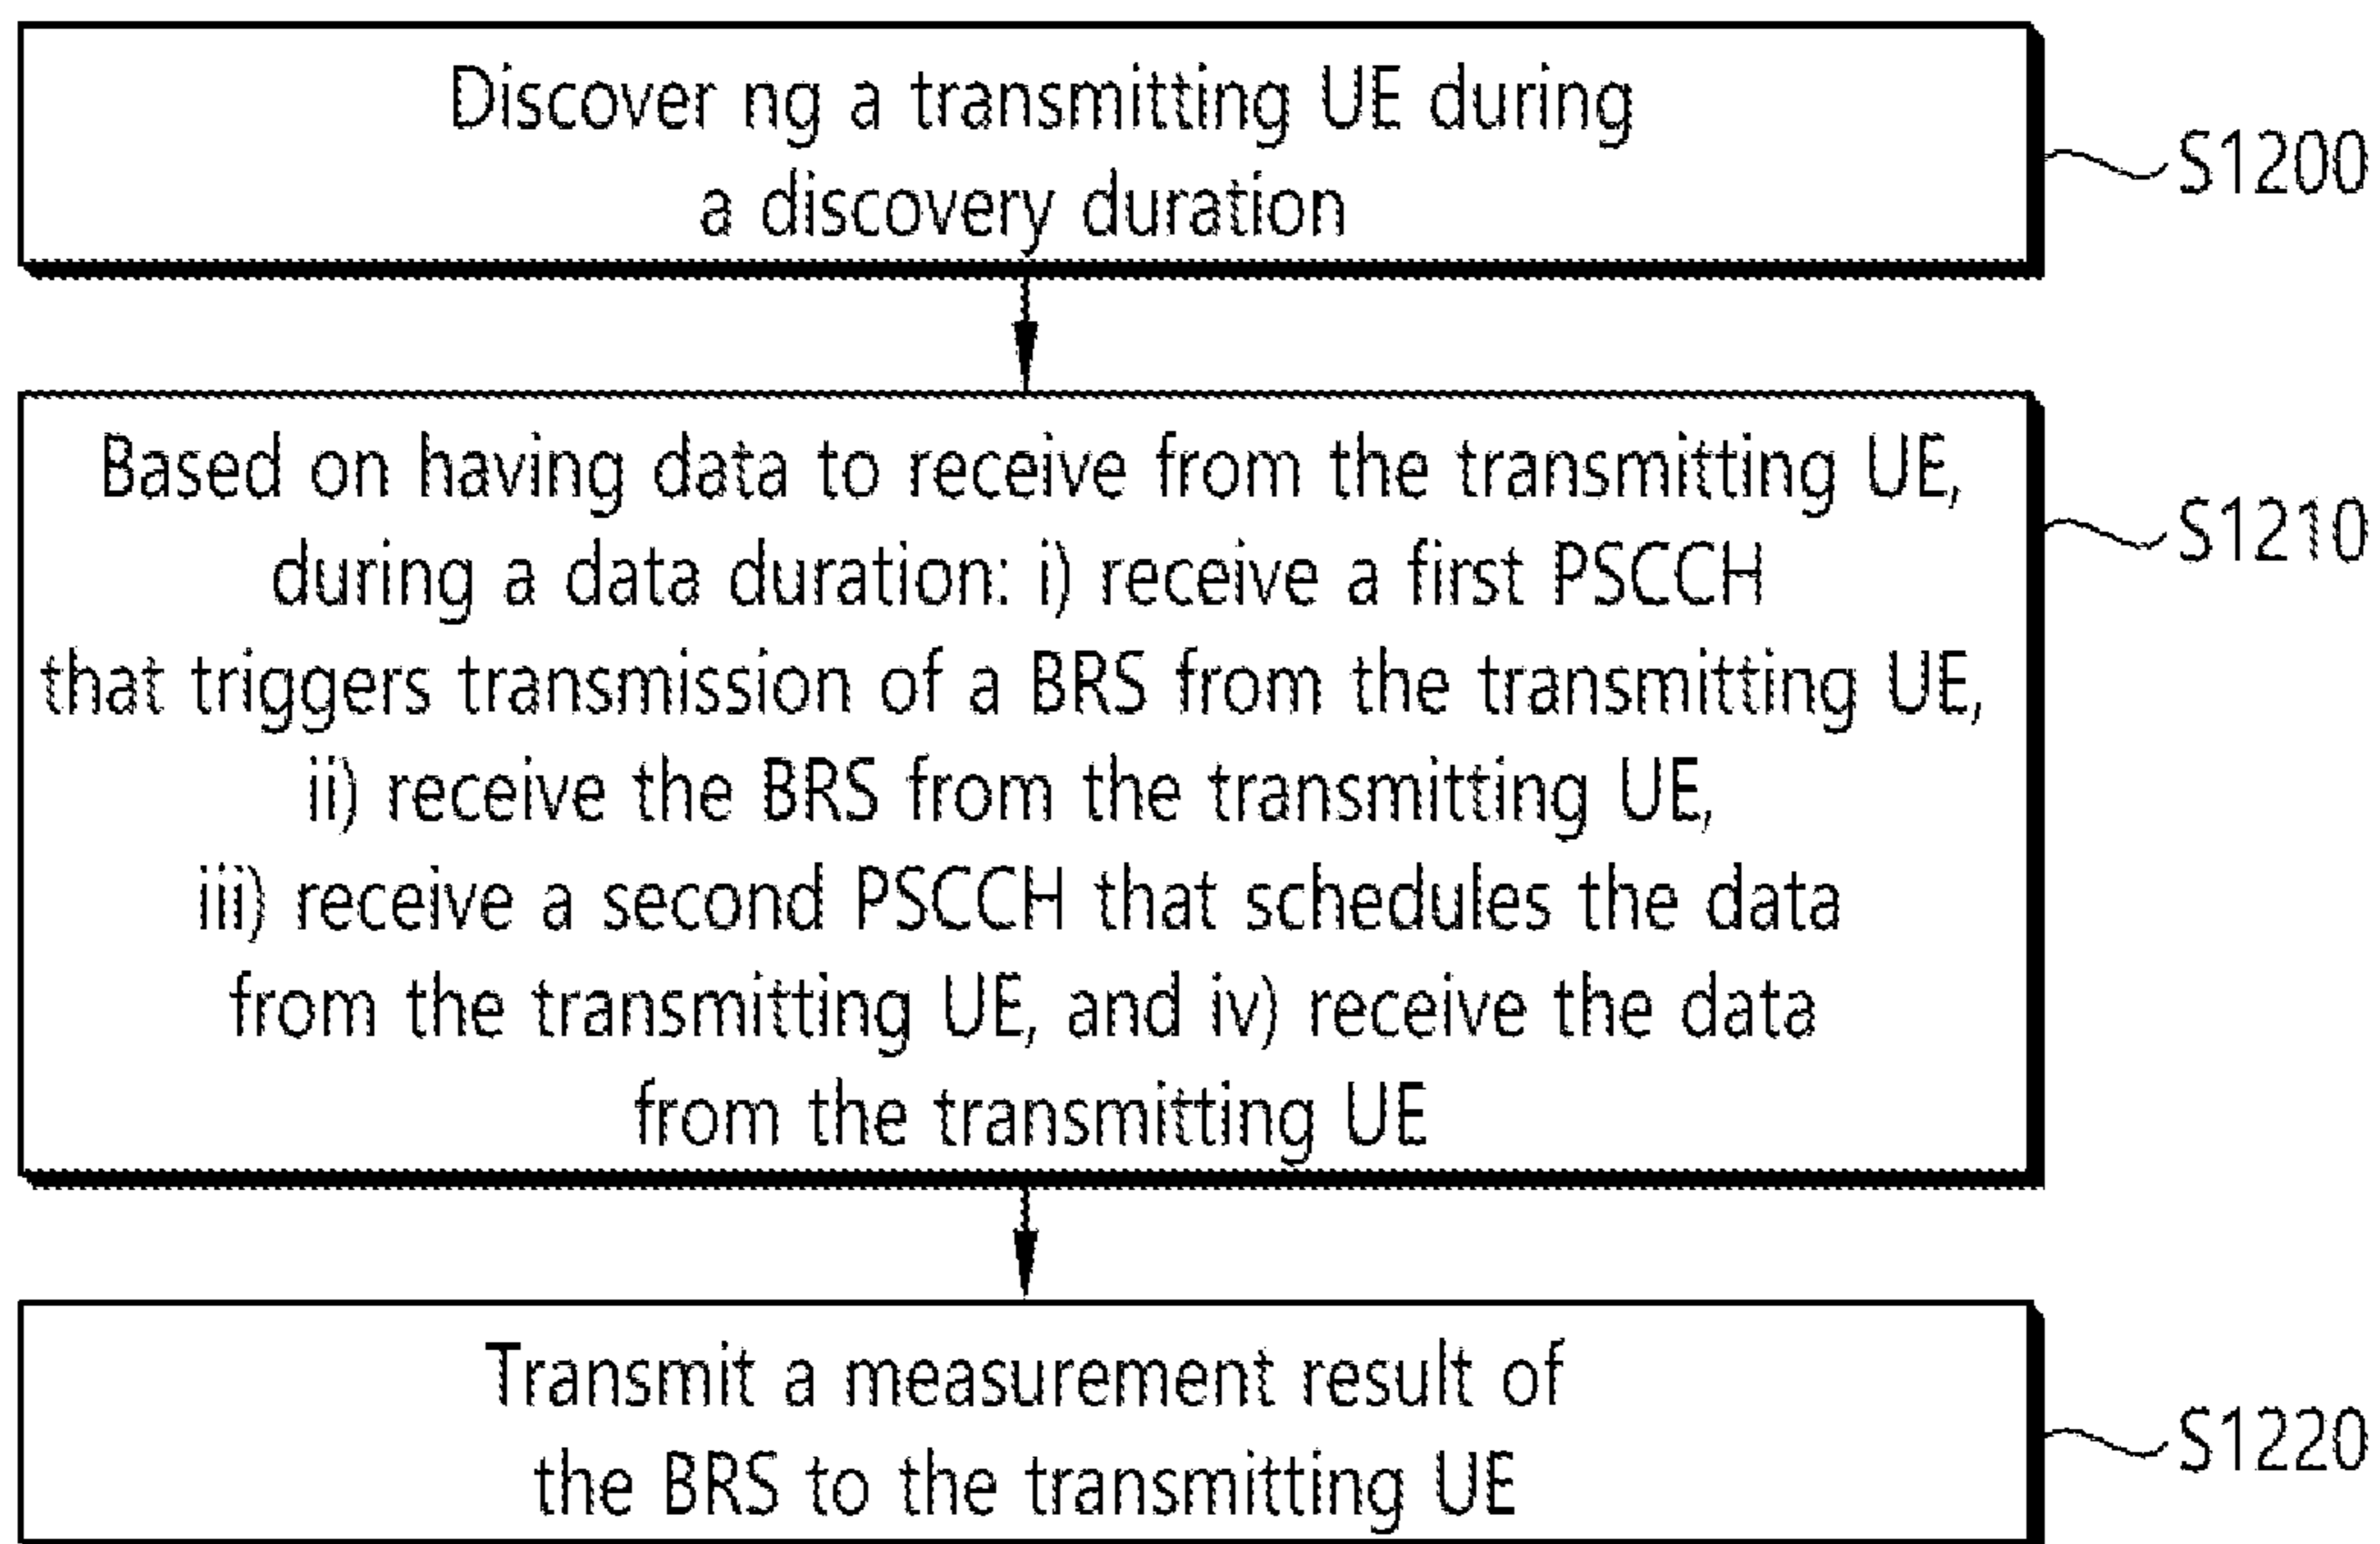 Discover ng a transmitting UE during
a discovery duration
S1200
Based on having data to receive from the transmitting UE,
during a data duration: i) receive a first PSCCH
that triggers transmission of a BRS from the transmitting UE,
ii) receive the BRS from the transmitting UE,
iii) receive a second PSCCH that schedules the data
from the transmitting UE, and iv) receive the data
from the transmitting UE
S1210
Transmit a measurement result of
the BRS to the transmitting UE
S1220